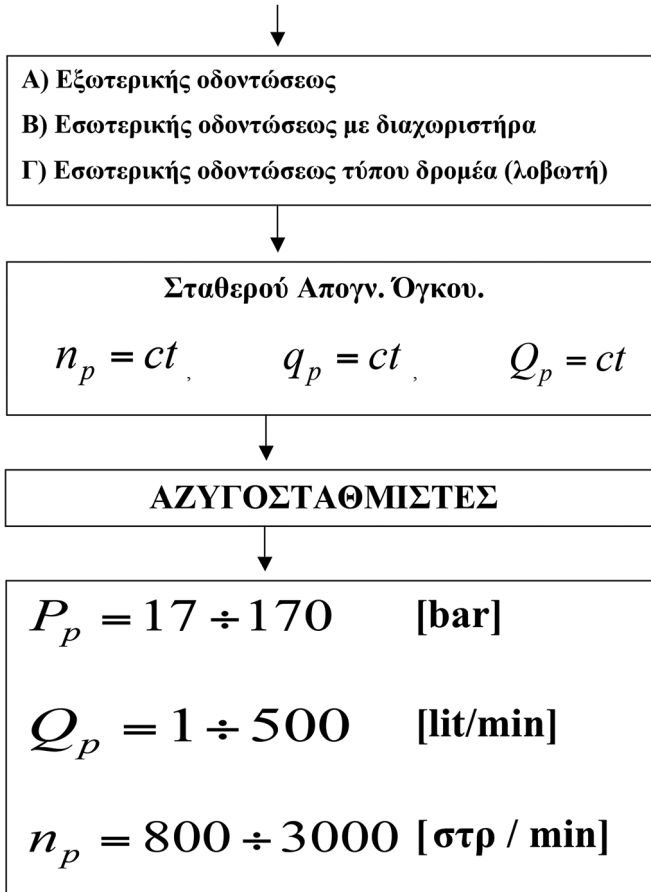 Α) Εξωτερικής οδοντώσεως
Β) Εσωτερικής οδοντώσεως με διαχωριστήρα
Γ) Εσωτερικής οδοντώσεως τύπου δρομέα (λοβωτή)
Σταθερού Απογν. Όγκου.
n_p = ct , q_p = ct , Q_p = ct
ΑΖΥΓΟΣΤΑΘΜΙΣΤΕΣ
P_p = 17 ÷ 170 [bar]
Q_p = 1 ÷ 500 [lit/min]
n_p = 800 ÷ 3000 [στρ / min]